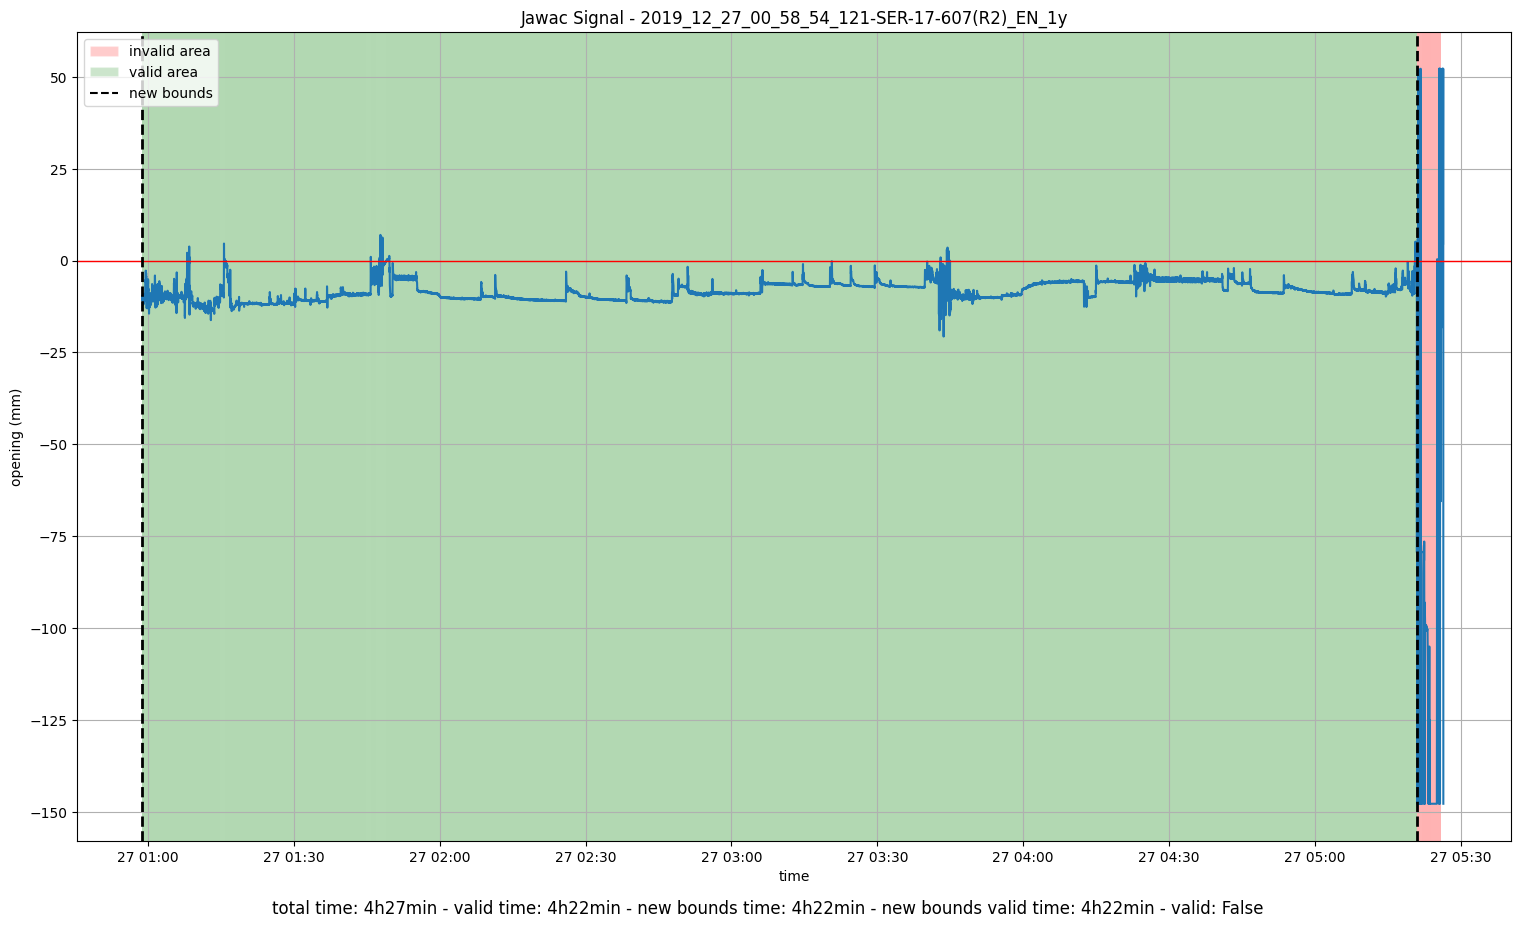 Jawac Signal - 2019_12_27_00_58_54_121-SER-17-607(R2)_EN_1y
invalid area
valid area
new bounds
50
25
0
−25
−50
−75
−100
−125
−150
opening (mm)
27 01:00 27 01:30 27 02:00 27 02:30 27 03:00 27 03:30 27 04:00 27 04:30 27 05:00 27 05:30
time
total time: 4h27min - valid time: 4h22min - new bounds time: 4h22min - new bounds valid time: 4h22min - valid: False